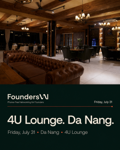 FoundersVN
Friday, July 31
4U Lounge. Da Nang.
Friday, July 31 • Da Nang • 4U Lounge